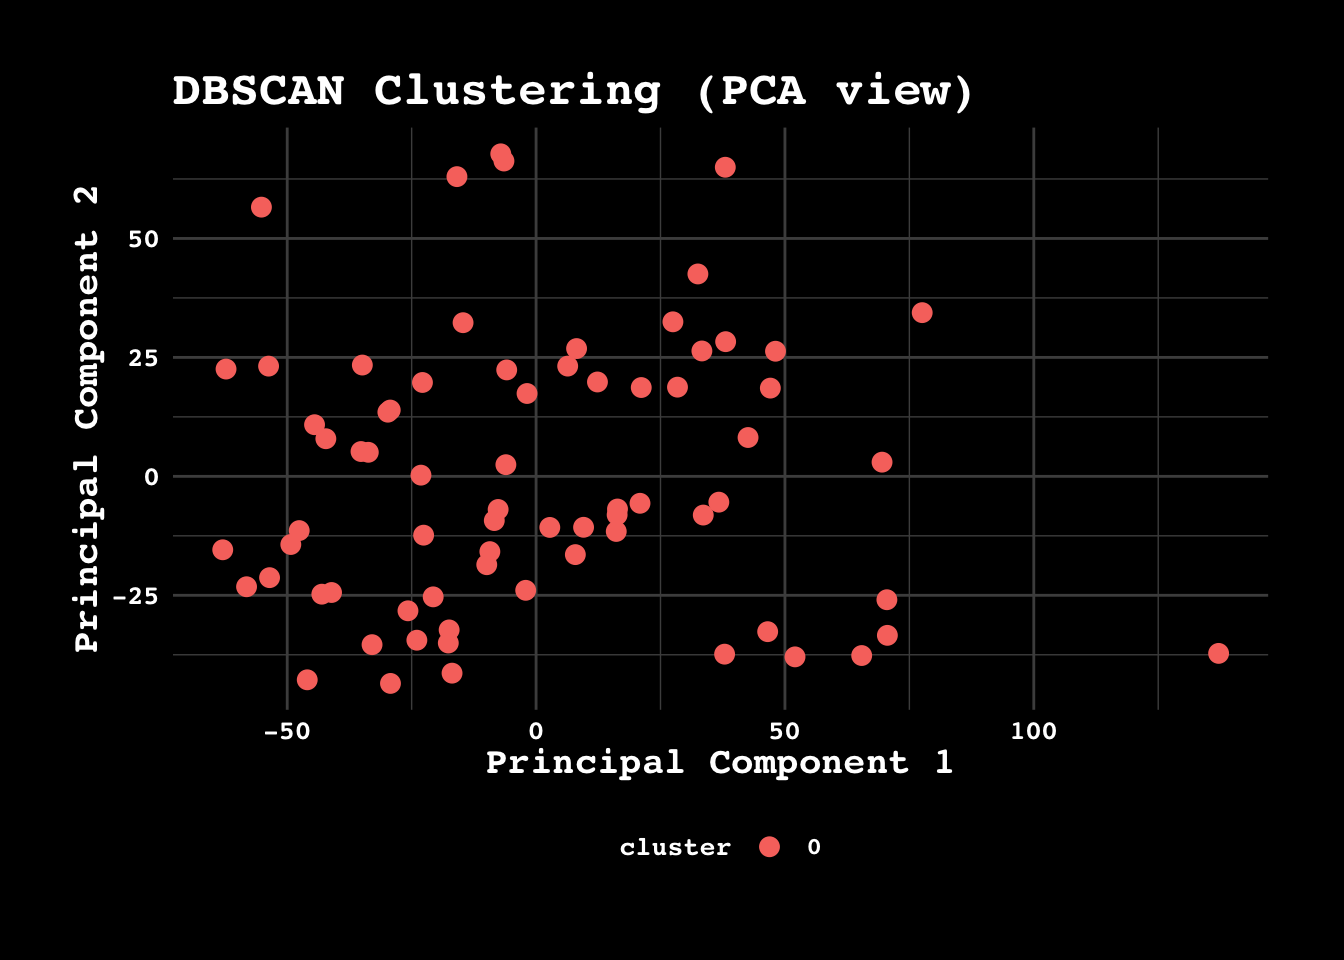 DBSCAN Clustering (PCA view)
Principal Component 2
50
25
0
-25
-50 0 50 100
Principal Component 1
cluster 0